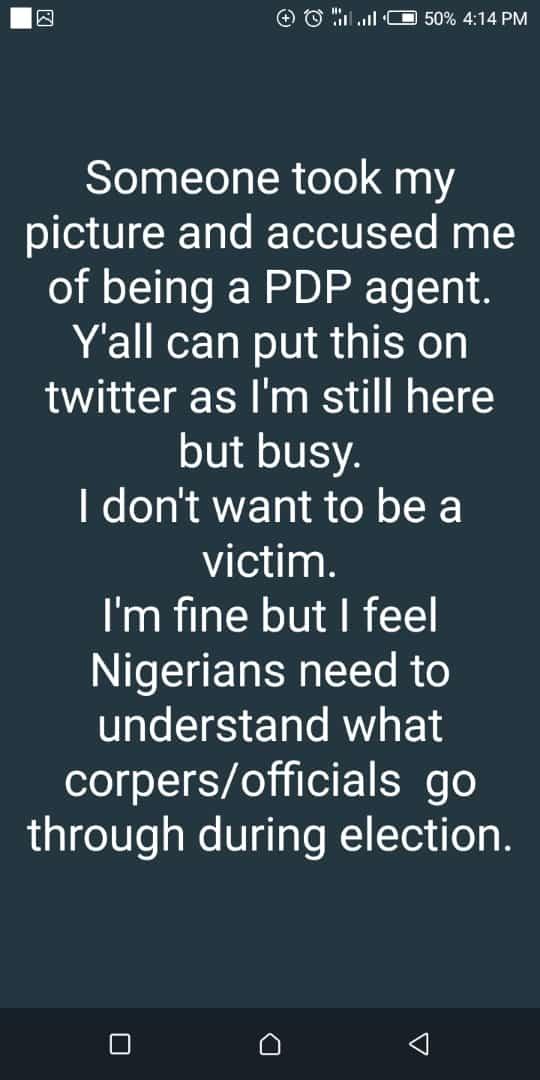 50% 4:14 PM
Someone took my
picture and accused me
of being a PDP agent.
Y'all can put this on
twitter as I'm still here
but busy.
I don't want to be a
victim.
I'm fine but I feel
Nigerians need to
understand what
corpers/officials  go
through during election.